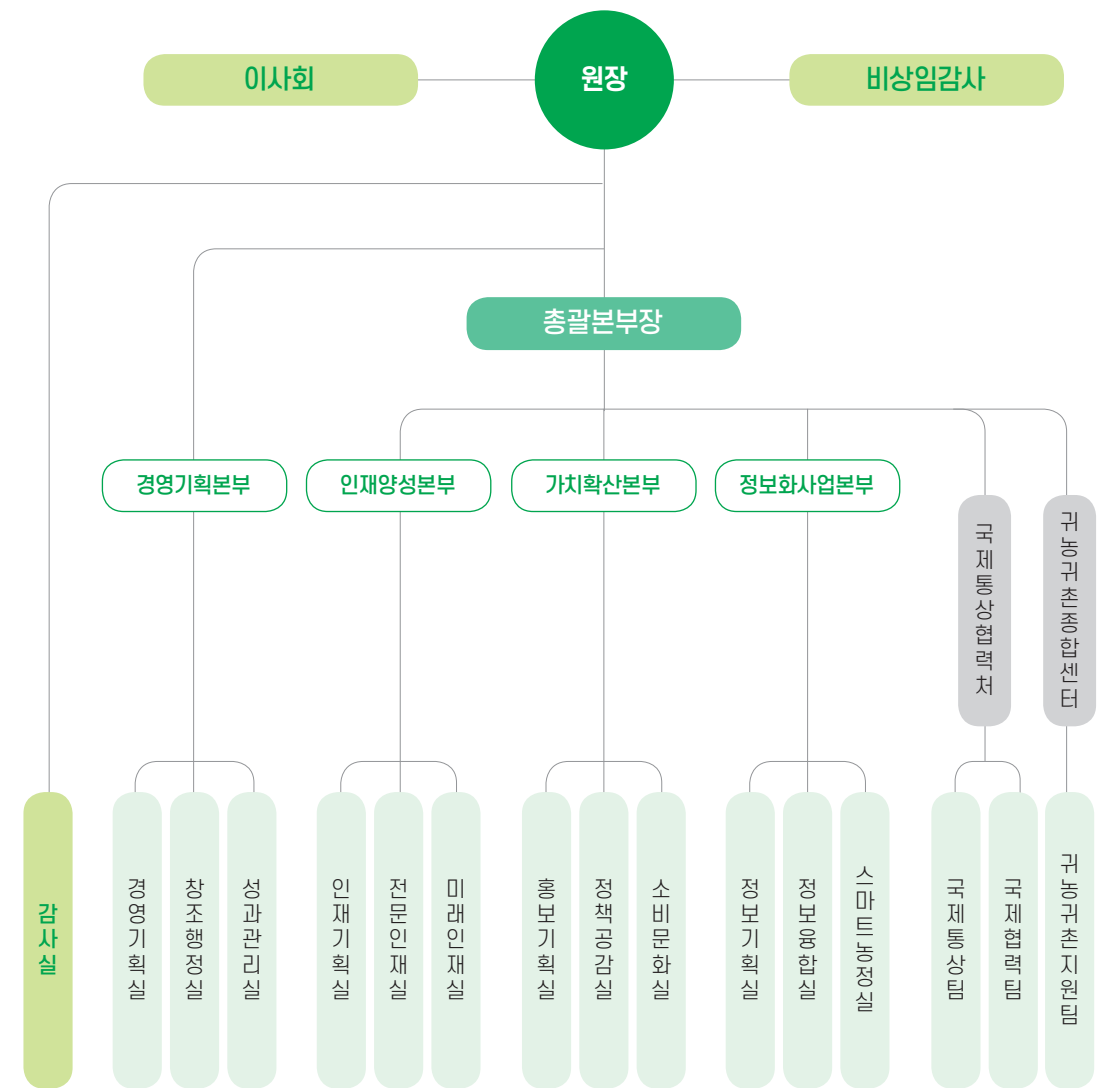 이사회
원장
비상임감사
총괄본부장
경영기획본부
인재양성본부
가치확산본부
정보화사업본부
국제통상협력처
귀농귀촌종합센터
감사실
경영기획실
창조행정실
성과관리실
인재기획실
전문인재실
미래인재실
홍보기획실
정책공감실
소비문화실
정보기획실
정보융합실
스마트농정실
국제통상팀
국제협력팀
귀농귀촌지원팀